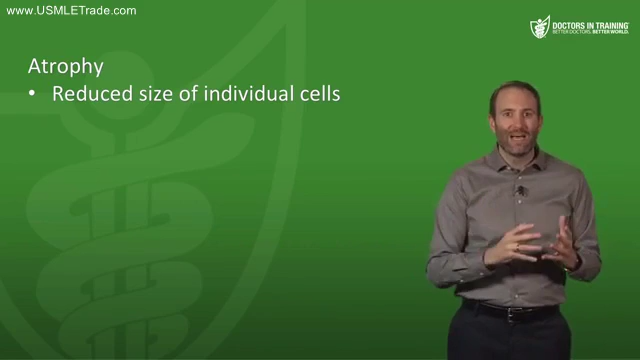 www.USMLETrade.com
DOCTORS IN TRAINING
BETTER DOCTORS. BETTER WORLD.
Atrophy
• Reduced size of individual cells